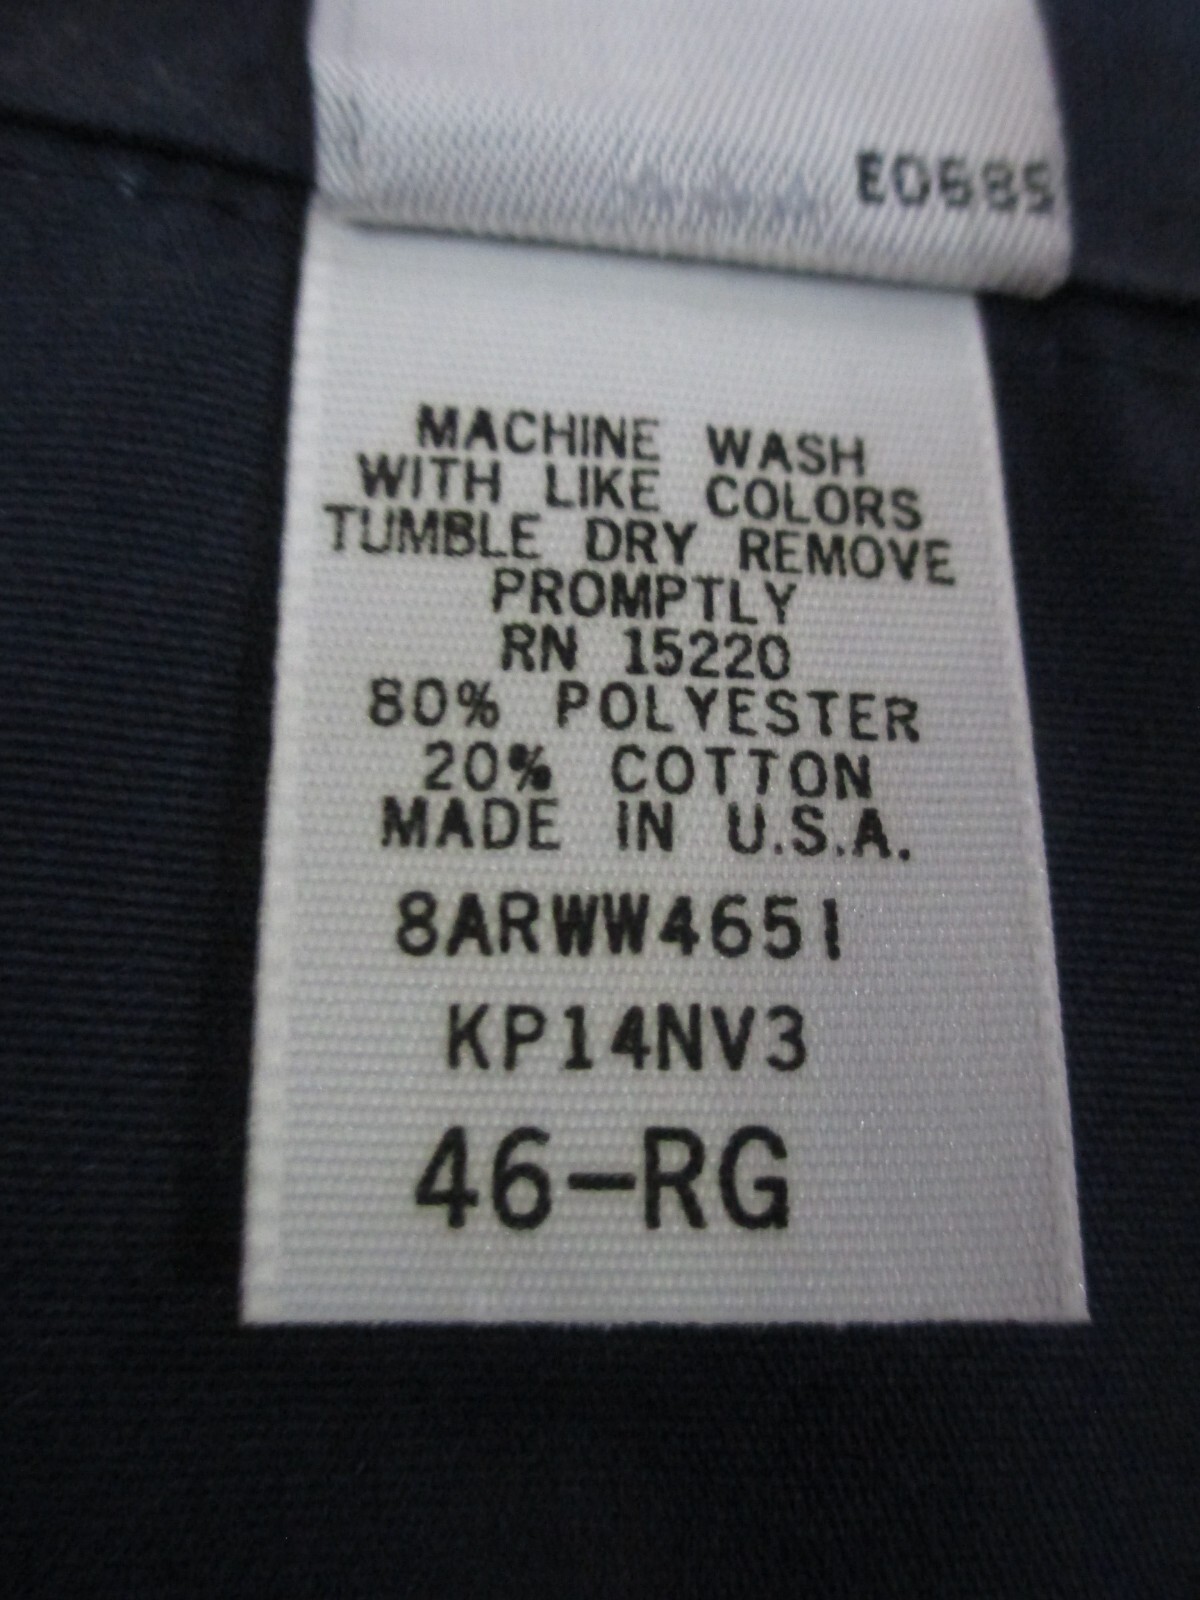 E0685
MACHINE WASH
WITH LIKE COLORS
TUMBLE DRY REMOVE
PROMPTLY
RN 15220
80% POLYESTER
20% COTTON
MADE IN U.S.A.
8ARWW4651
KP14NV3
46-RG